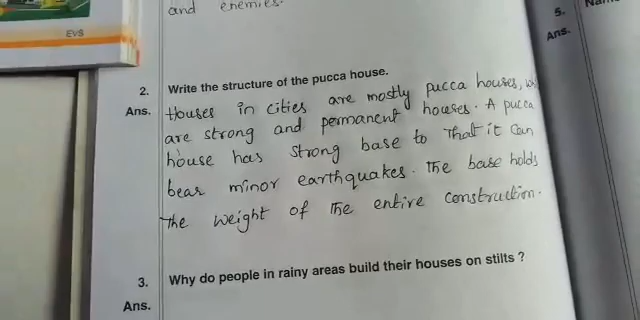 and enemies.
EVS
5.
Ans.
2. Write the structure of the pucca house.
Ans. Houses in cities are mostly pucca houses,
are strong and permanent houses. A pucca
house has strong base to that it can
bear minor earthquakes. The base holds
the weight of the entire construction.
3. Why do people in rainy areas build their houses on stilts ?
Ans.